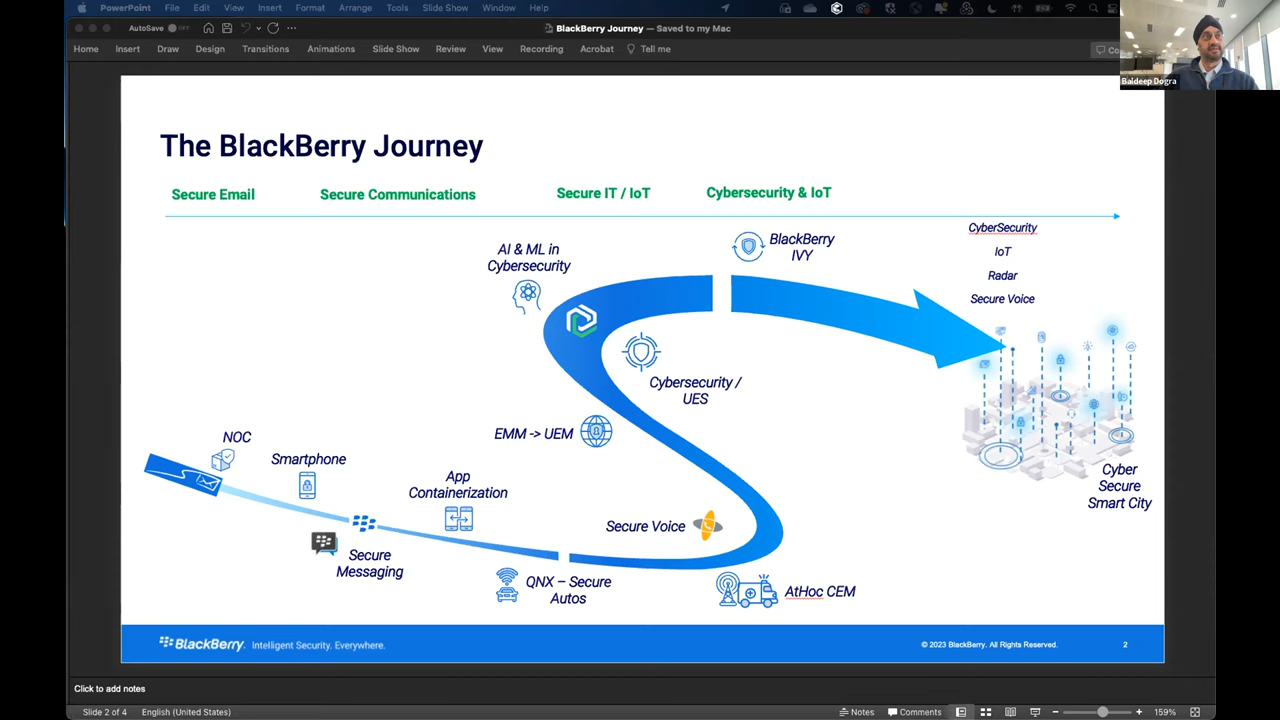 PowerPoint File Edit View Insert Format Arrange Tools Slide Show Window Help
AutoSave OFF
BlackBerry Journey — Saved to my Mac
Home Insert Draw Design Transitions Animations Slide Show Review View Recording Acrobat Tell me
Baldeep Dogra
The BlackBerry Journey
Secure Email Secure Communications Secure IT / IoT Cybersecurity & IoT
CyberSecurity
IoT
Radar
Secure Voice
BlackBerry
IVY
AI & ML in
Cybersecurity
Cybersecurity /
UES
EMM -> UEM
NOC
Smartphone
App
Containerization
Cyber
Secure
Smart City
Secure Voice
Secure
Messaging
QNX – Secure
Autos
AtHoc CEM
BlackBerry. Intelligent Security. Everywhere.
© 2023 BlackBerry. All Rights Reserved. 2
Click to add notes
Slide 2 of 4 English (United States) Notes Comments 159%